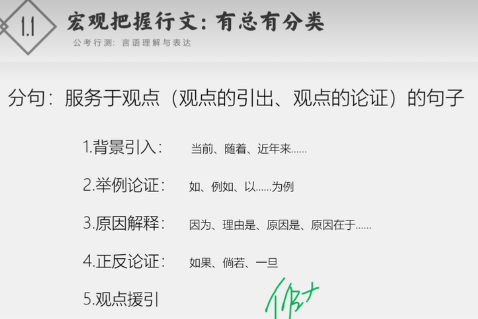 1.1 宏观把握行文：有总有分类
公考行测：言语理解与表达
分句：服务于观点（观点的引出、观点的论证）的句子
1.背景引入： 当前、随着、近年来……
2.举例论证： 如、例如、以……为例
3.原因解释： 因为、理由是、原因是、原因在于……
4.正反论证： 如果、倘若、一旦
5.观点援引